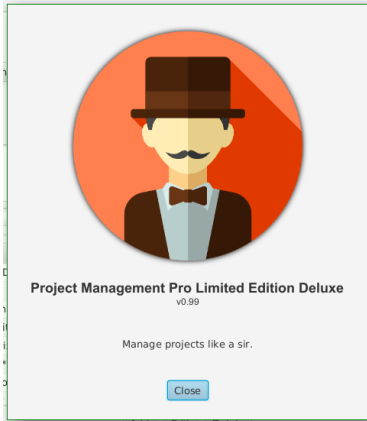 Project Management Pro Limited Edition Deluxe
v0.99
Manage projects like a sir.
Close